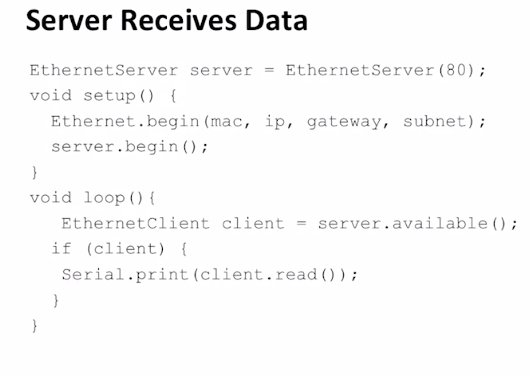 Server Receives Data
EthernetServer server = EthernetServer(80);
void setup() {
Ethernet.begin(mac, ip, gateway, subnet);
server.begin();
}
void loop(){
EthernetClient client = server.available();
if (client) {
Serial.print(client.read());
}
}